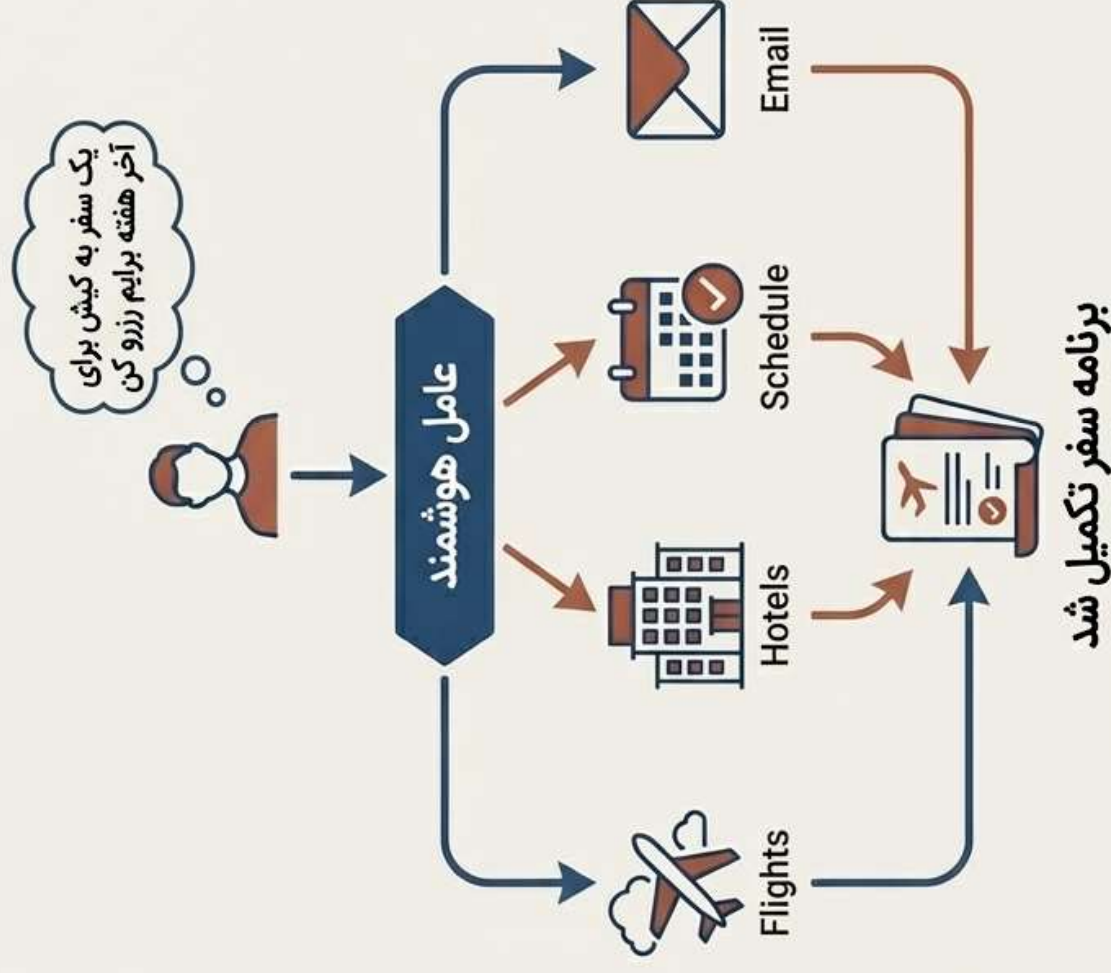 یک سفر به کیش برای
آخر هفته برایم رزرو کن
عامل هوشمند
Flights
Hotels
Schedule
Email
برنامه سفر تکمیل شد